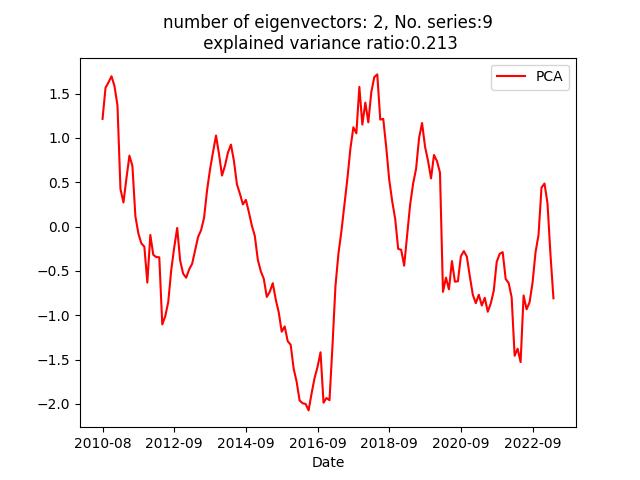 number of eigenvectors: 2, No. series:9
explained variance ratio:0.213
PCA
1.5
1.0
0.5
0.0
−0.5
−1.0
−1.5
−2.0
2010-08 2012-09 2014-09 2016-09 2018-09 2020-09 2022-09
Date